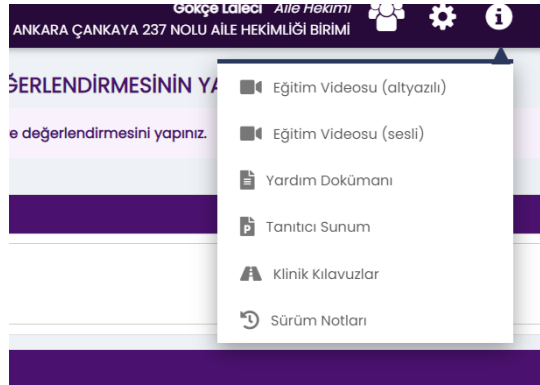 Gökçe Laleci Aile Hekimi
ANKARA ÇANKAYA 237 NOLU AİLE HEKİMLİĞİ BİRİMİ
ĞERLENDİRMESİNİN YA
e değerlendirmesini yapınız.
Eğitim Videosu (altyazılı)
Eğitim Videosu (sesli)
Yardım Dokümanı
Tanıtıcı Sunum
Klinik Kılavuzlar
Sürüm Notları